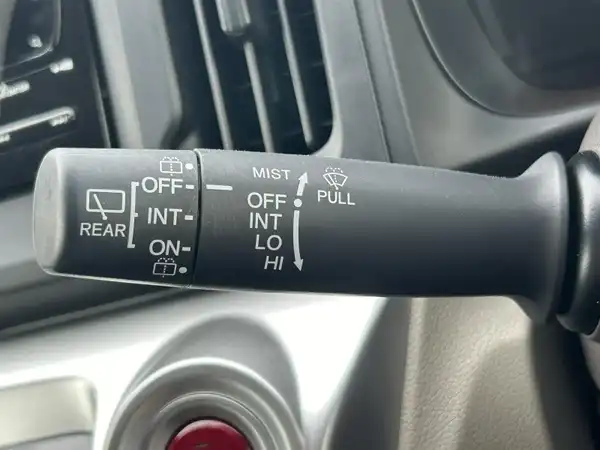 OFF
INT
ON
REAR
MIST
OFF
INT
LO
HI
PULL